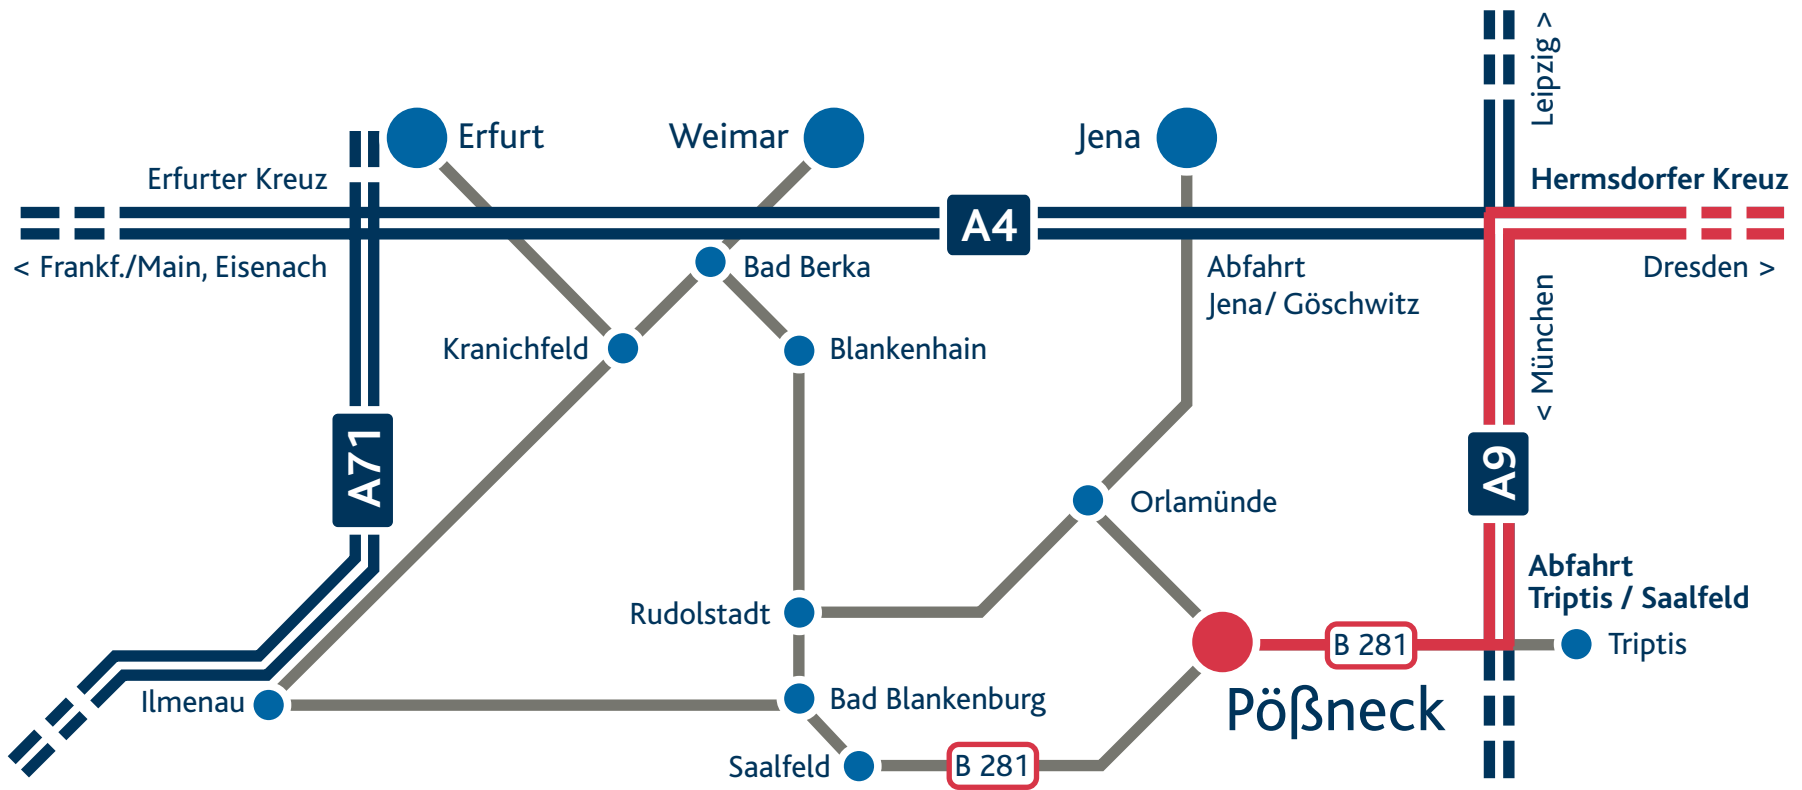 Leipzig >
Erfurt
Weimar
Jena
Erfurter Kreuz
Hermsdorfer Kreuz
A4
< Frankf./Main, Eisenach
Bad Berka
Abfahrt
Jena/ Göschwitz
Dresden >
< München
Kranichfeld
Blankenhain
A71
A9
Orlamünde
Abfahrt
Triptis / Saalfeld
Rudolstadt
B 281
Triptis
Ilmenau
Bad Blankenburg
Pößneck
Saalfeld
B 281